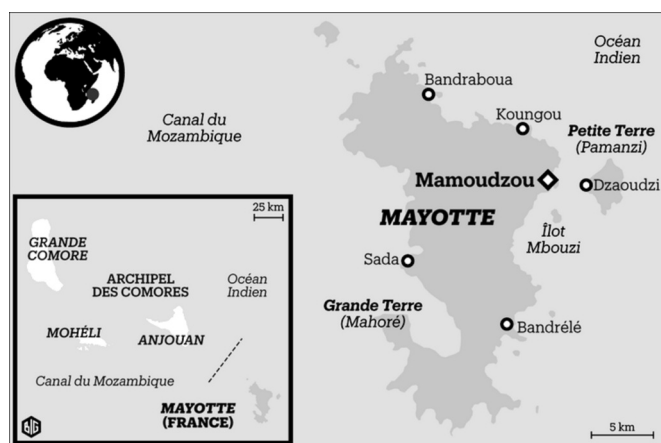 Océan
Indien
Bandraboua
Canal du
Mozambique
Koungou
Petite Terre
(Pamanzi)
Mamoudzou
Dzaoudzi
MAYOTTE
Îlot
Mbouzi
Sada
Grande Terre
(Mahoré)
Bandrélé
5 km
25 km
GRANDE
COMORE
ARCHIPEL
DES COMORES
Océan
Indien
MOHÉLI
ANJOUAN
Canal du Mozambique
MAYOTTE
(FRANCE)